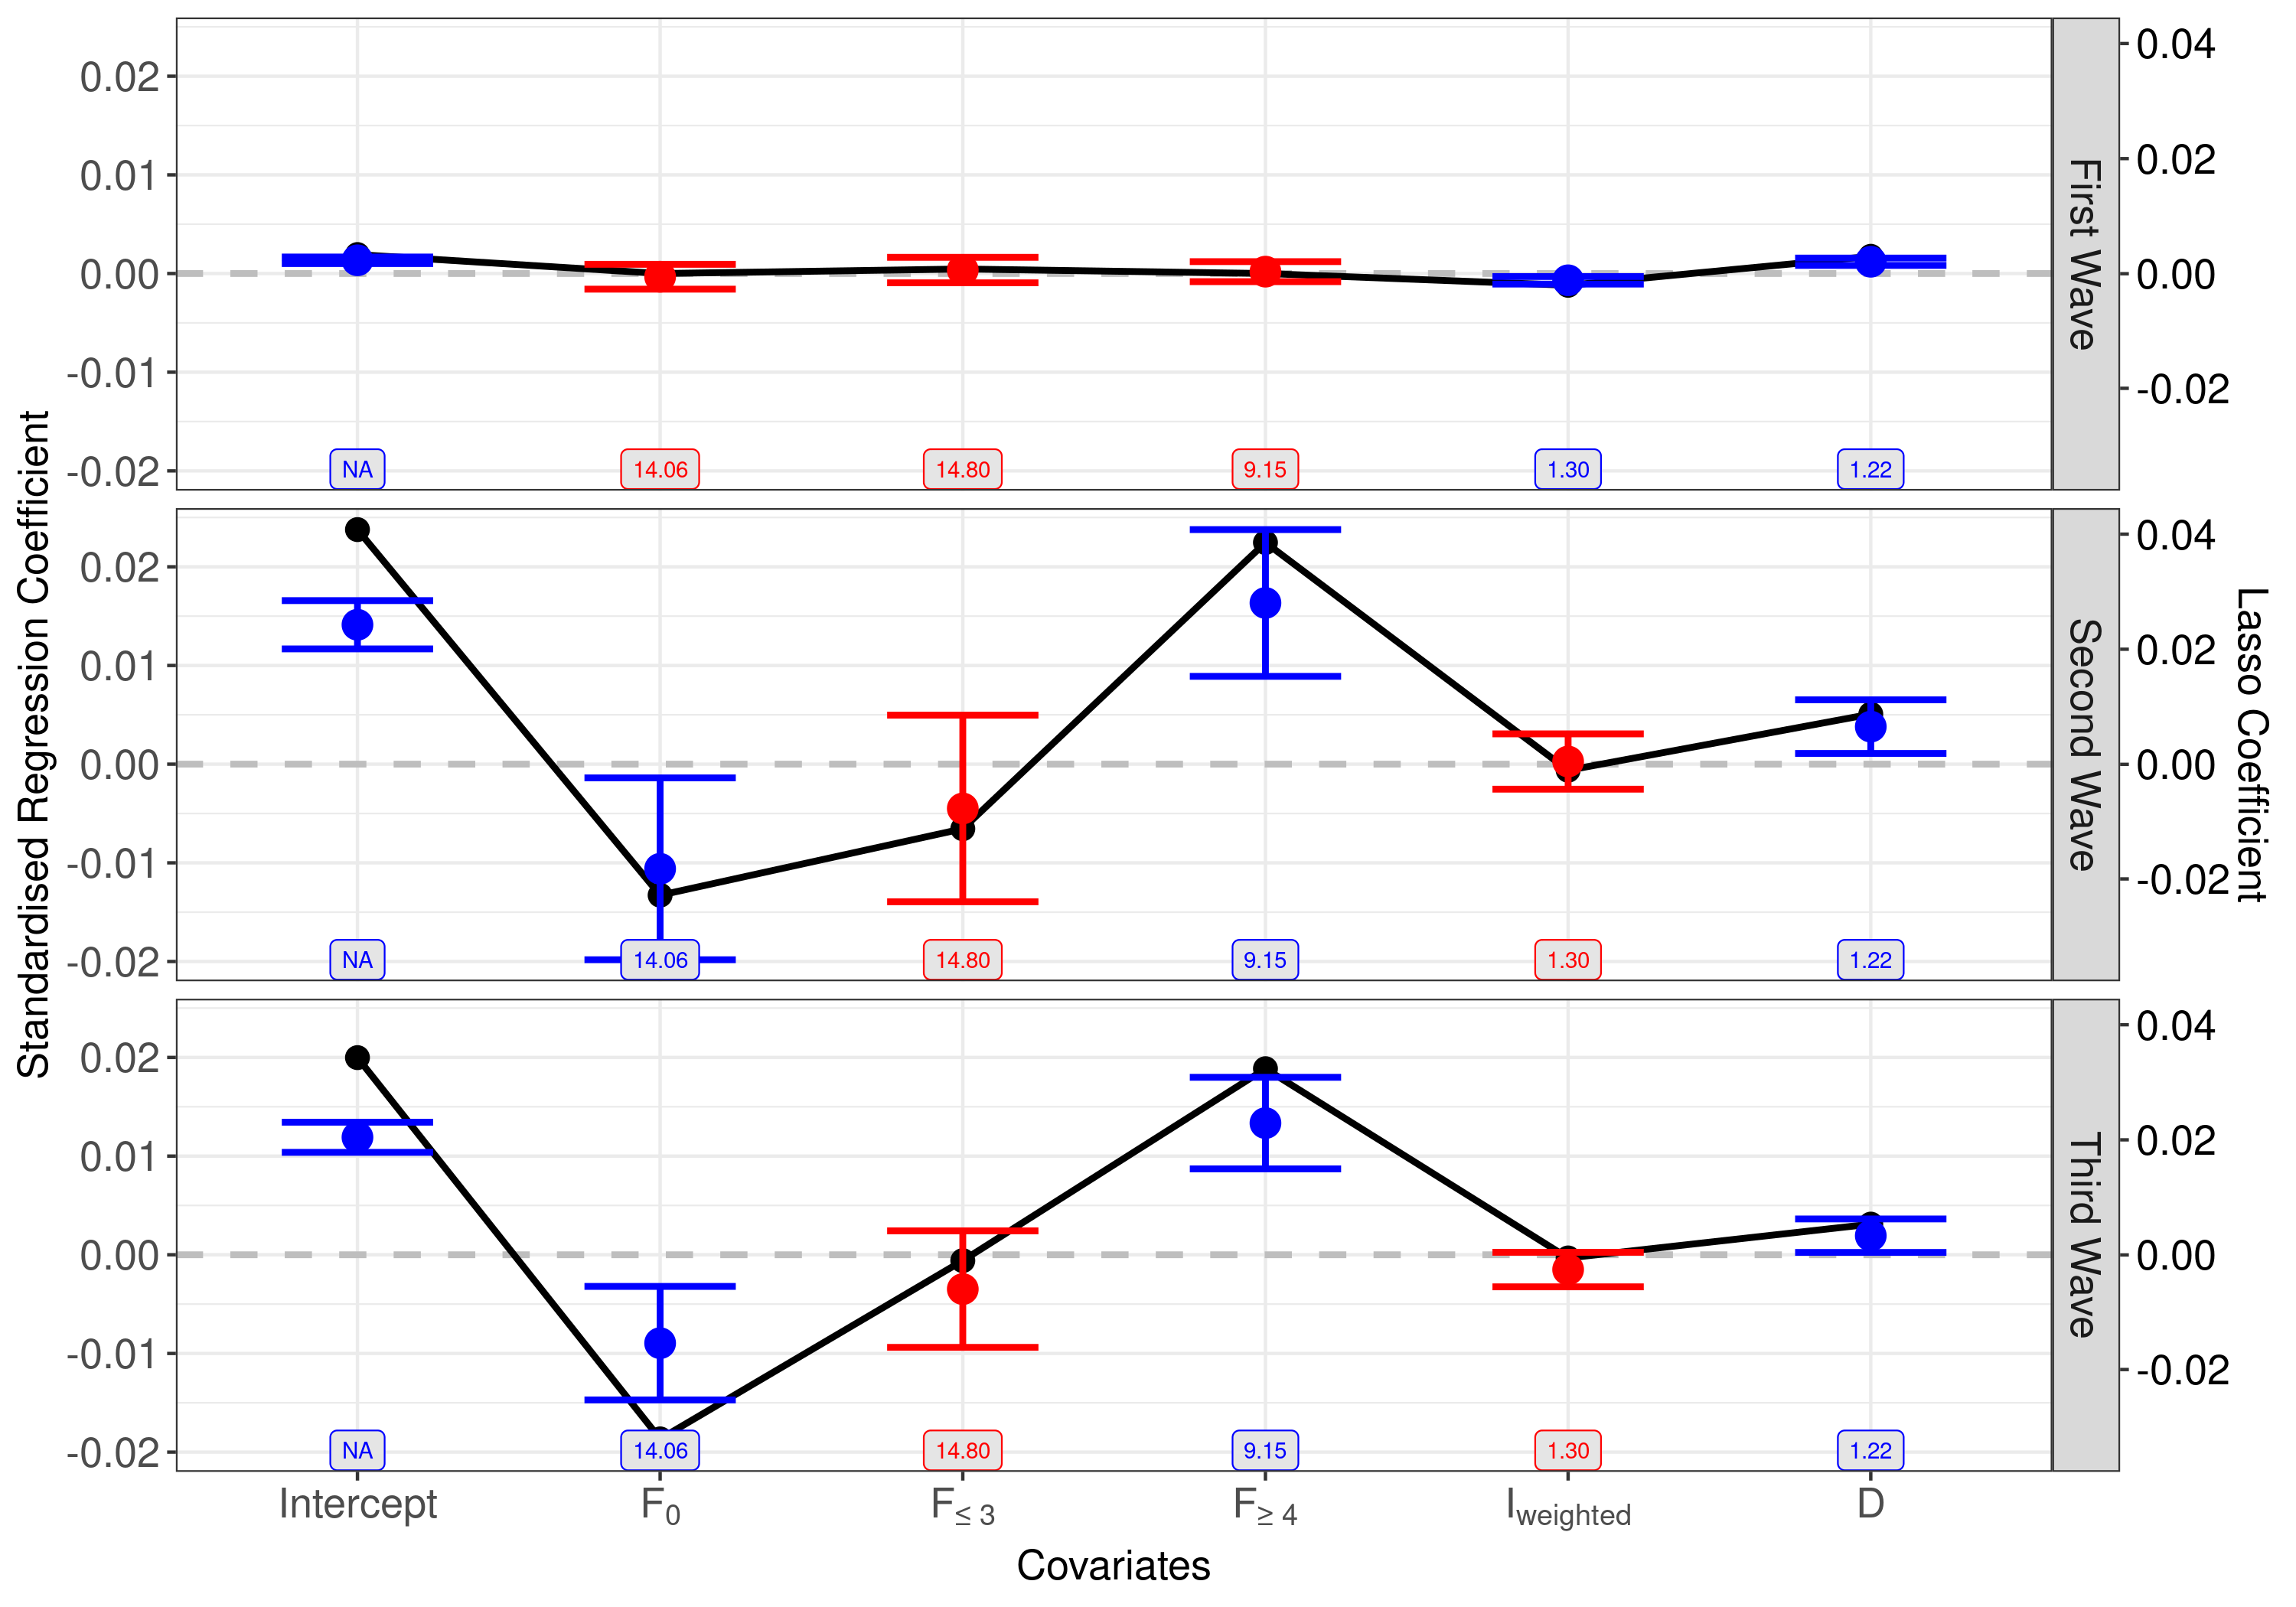 Standardised Regression Coefficient
0.02
0.01
0.00
-0.01
-0.02
NA 14.06 14.80 9.15 1.30 1.22
First Wave
0.04
0.02
0.00
-0.02
0.02
0.01
0.00
-0.01
-0.02
NA 14.06 14.80 9.15 1.30 1.22
Second Wave
0.04
0.02
0.00
-0.02
Lasso Coefficient
0.02
0.01
0.00
-0.01
-0.02
NA 14.06 14.80 9.15 1.30 1.22
Third Wave
0.04
0.02
0.00
-0.02
Intercept F0 F≤ 3 F≥ 4 Iweighted D
Covariates